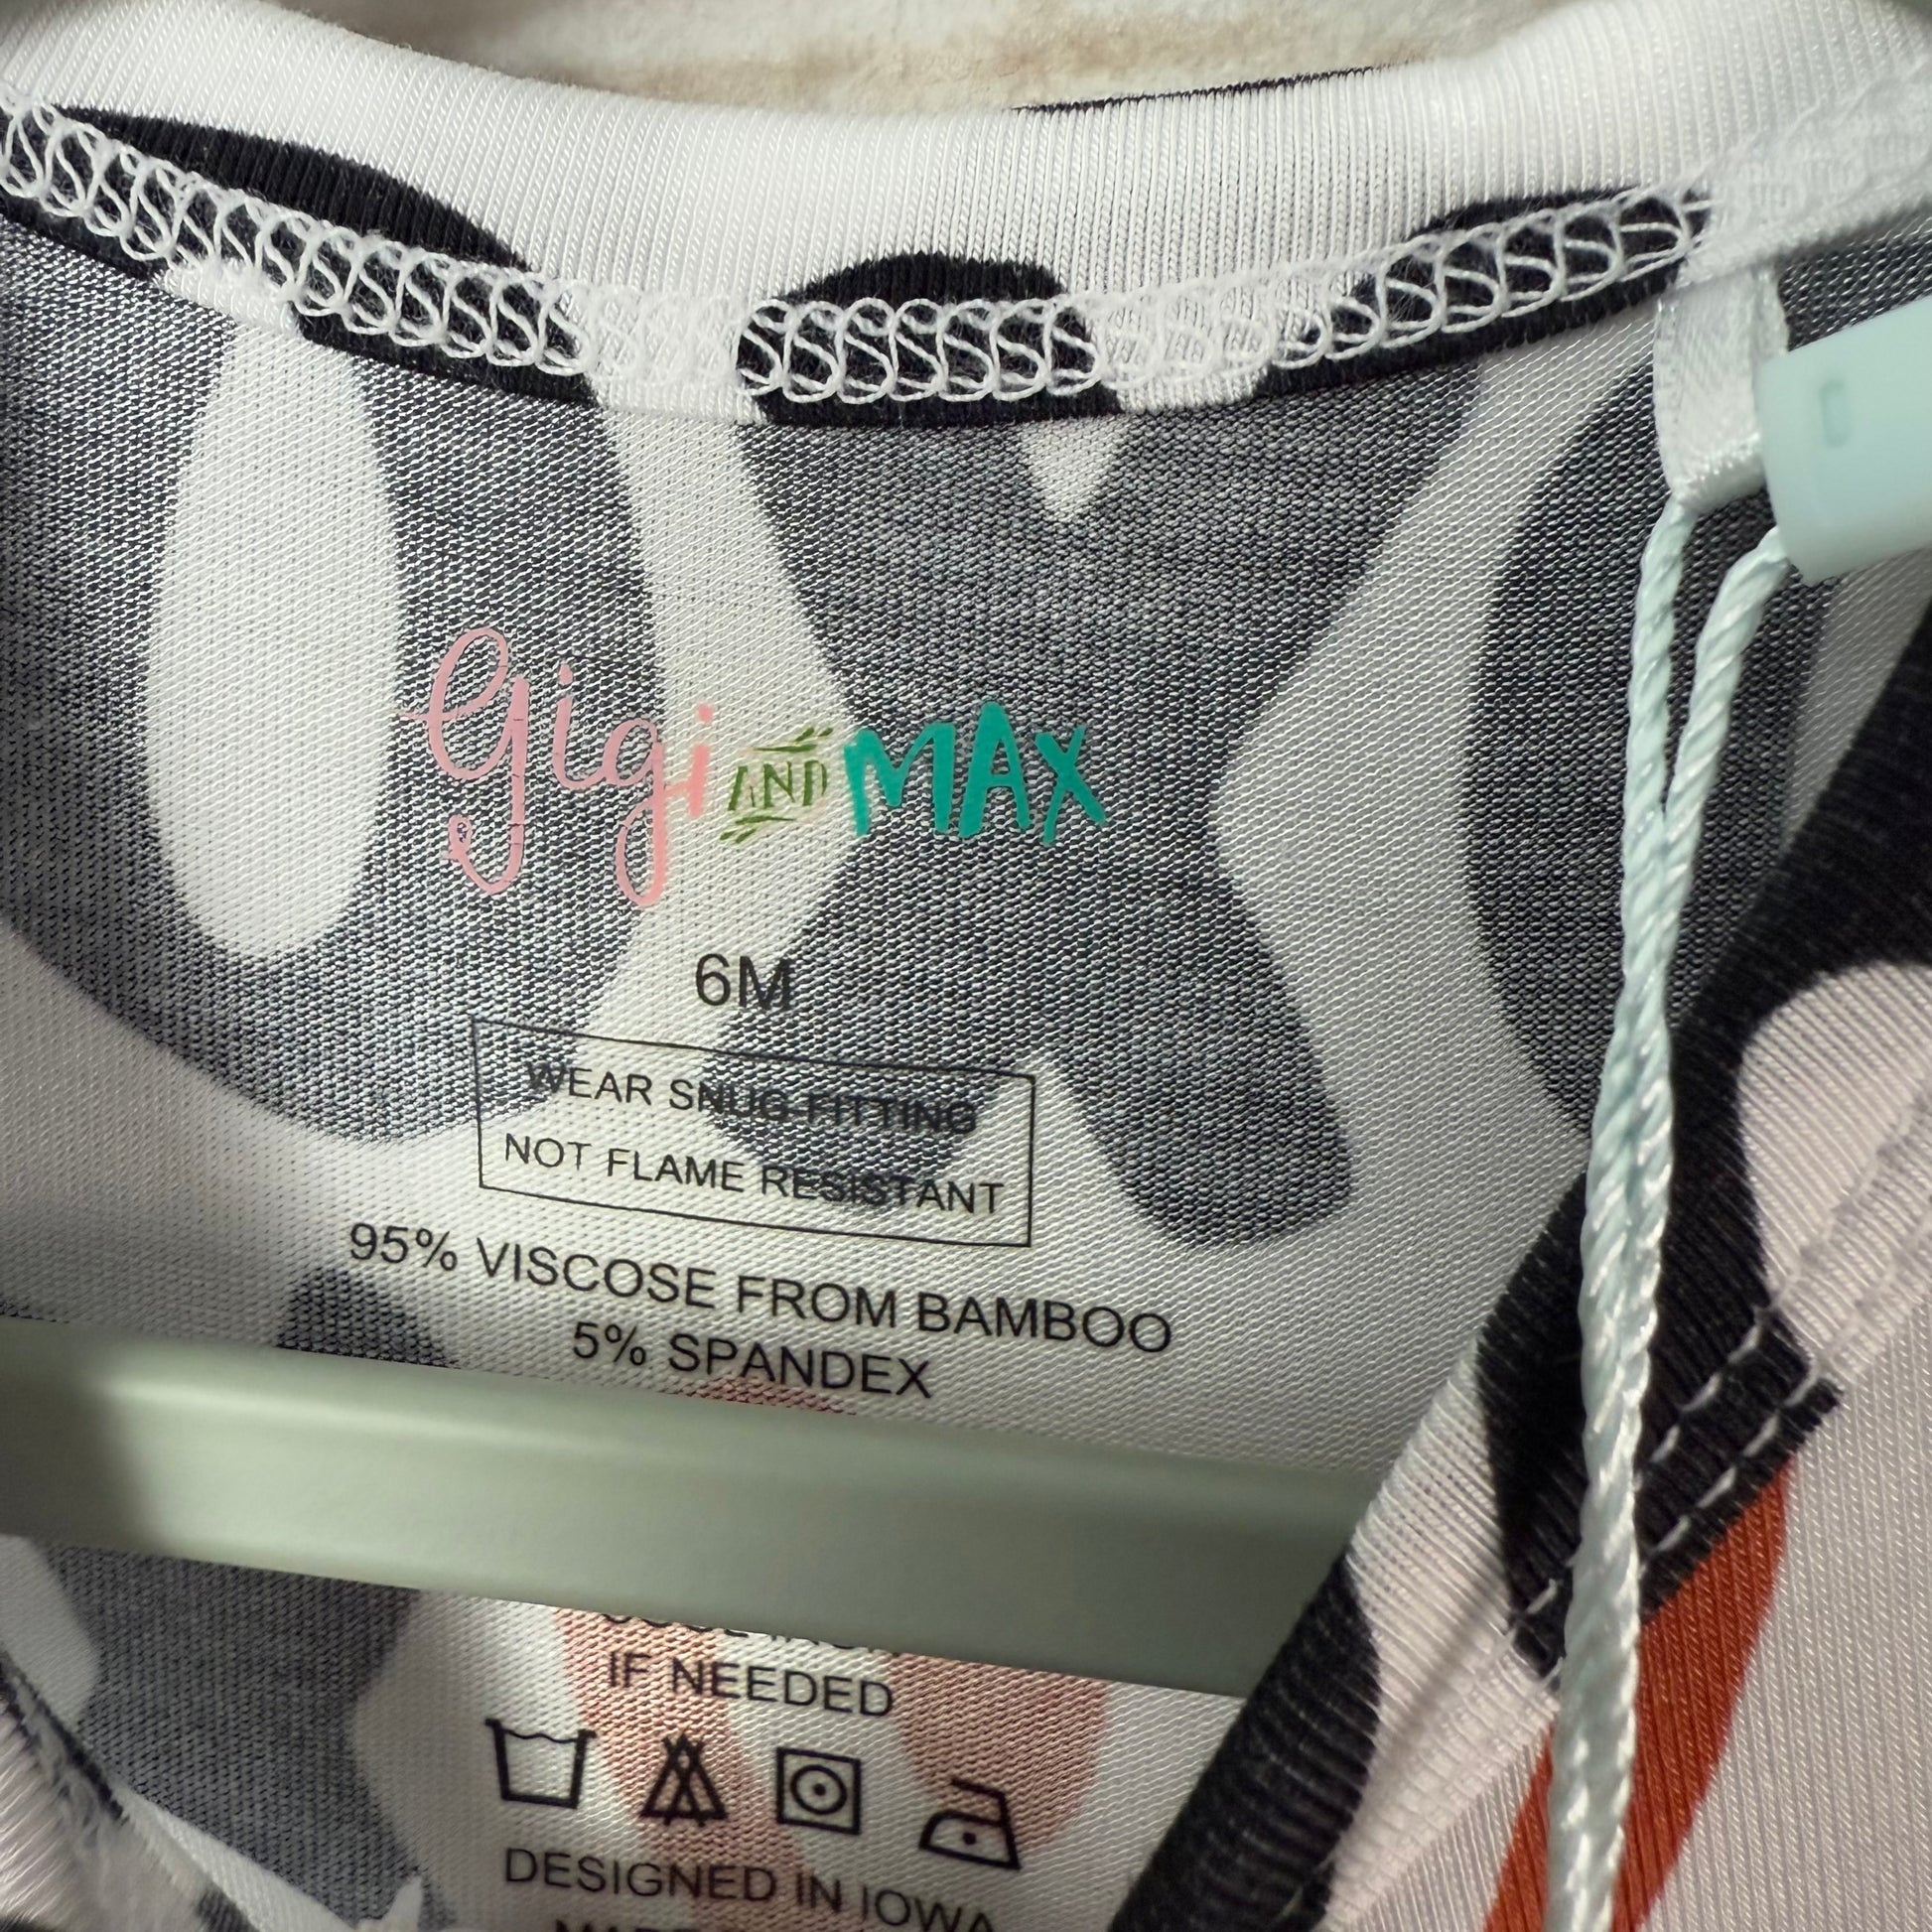 Gigi AND MAX
6M
WEAR SNUG-FITTING
NOT FLAME RESISTANT
95% VISCOSE FROM BAMBOO
5% SPANDEX
IF NEEDED
DESIGNED IN IOWA